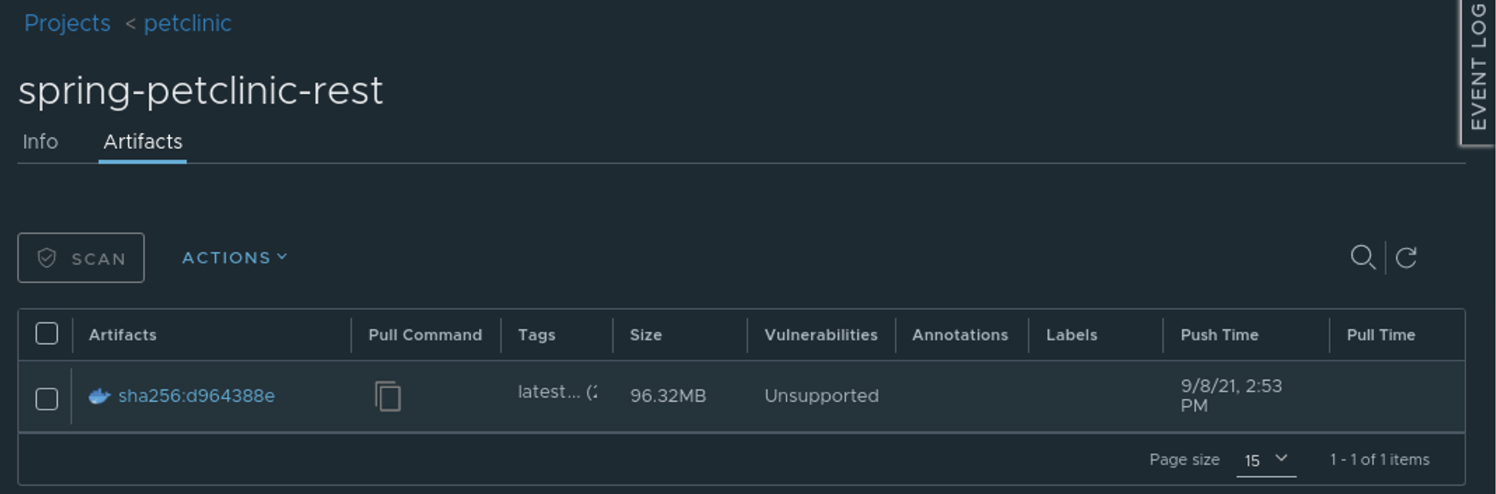 Projects < petclinic
EVENT LOG
spring-petclinic-rest
Info Artifacts
SCAN ACTIONS
Artifacts Pull Command Tags Size Vulnerabilities Annotations Labels Push Time Pull Time
sha256:d964388e latest... (2 96.32MB Unsupported 9/8/21, 2:53
PM
Page size 15 1 - 1 of 1 items